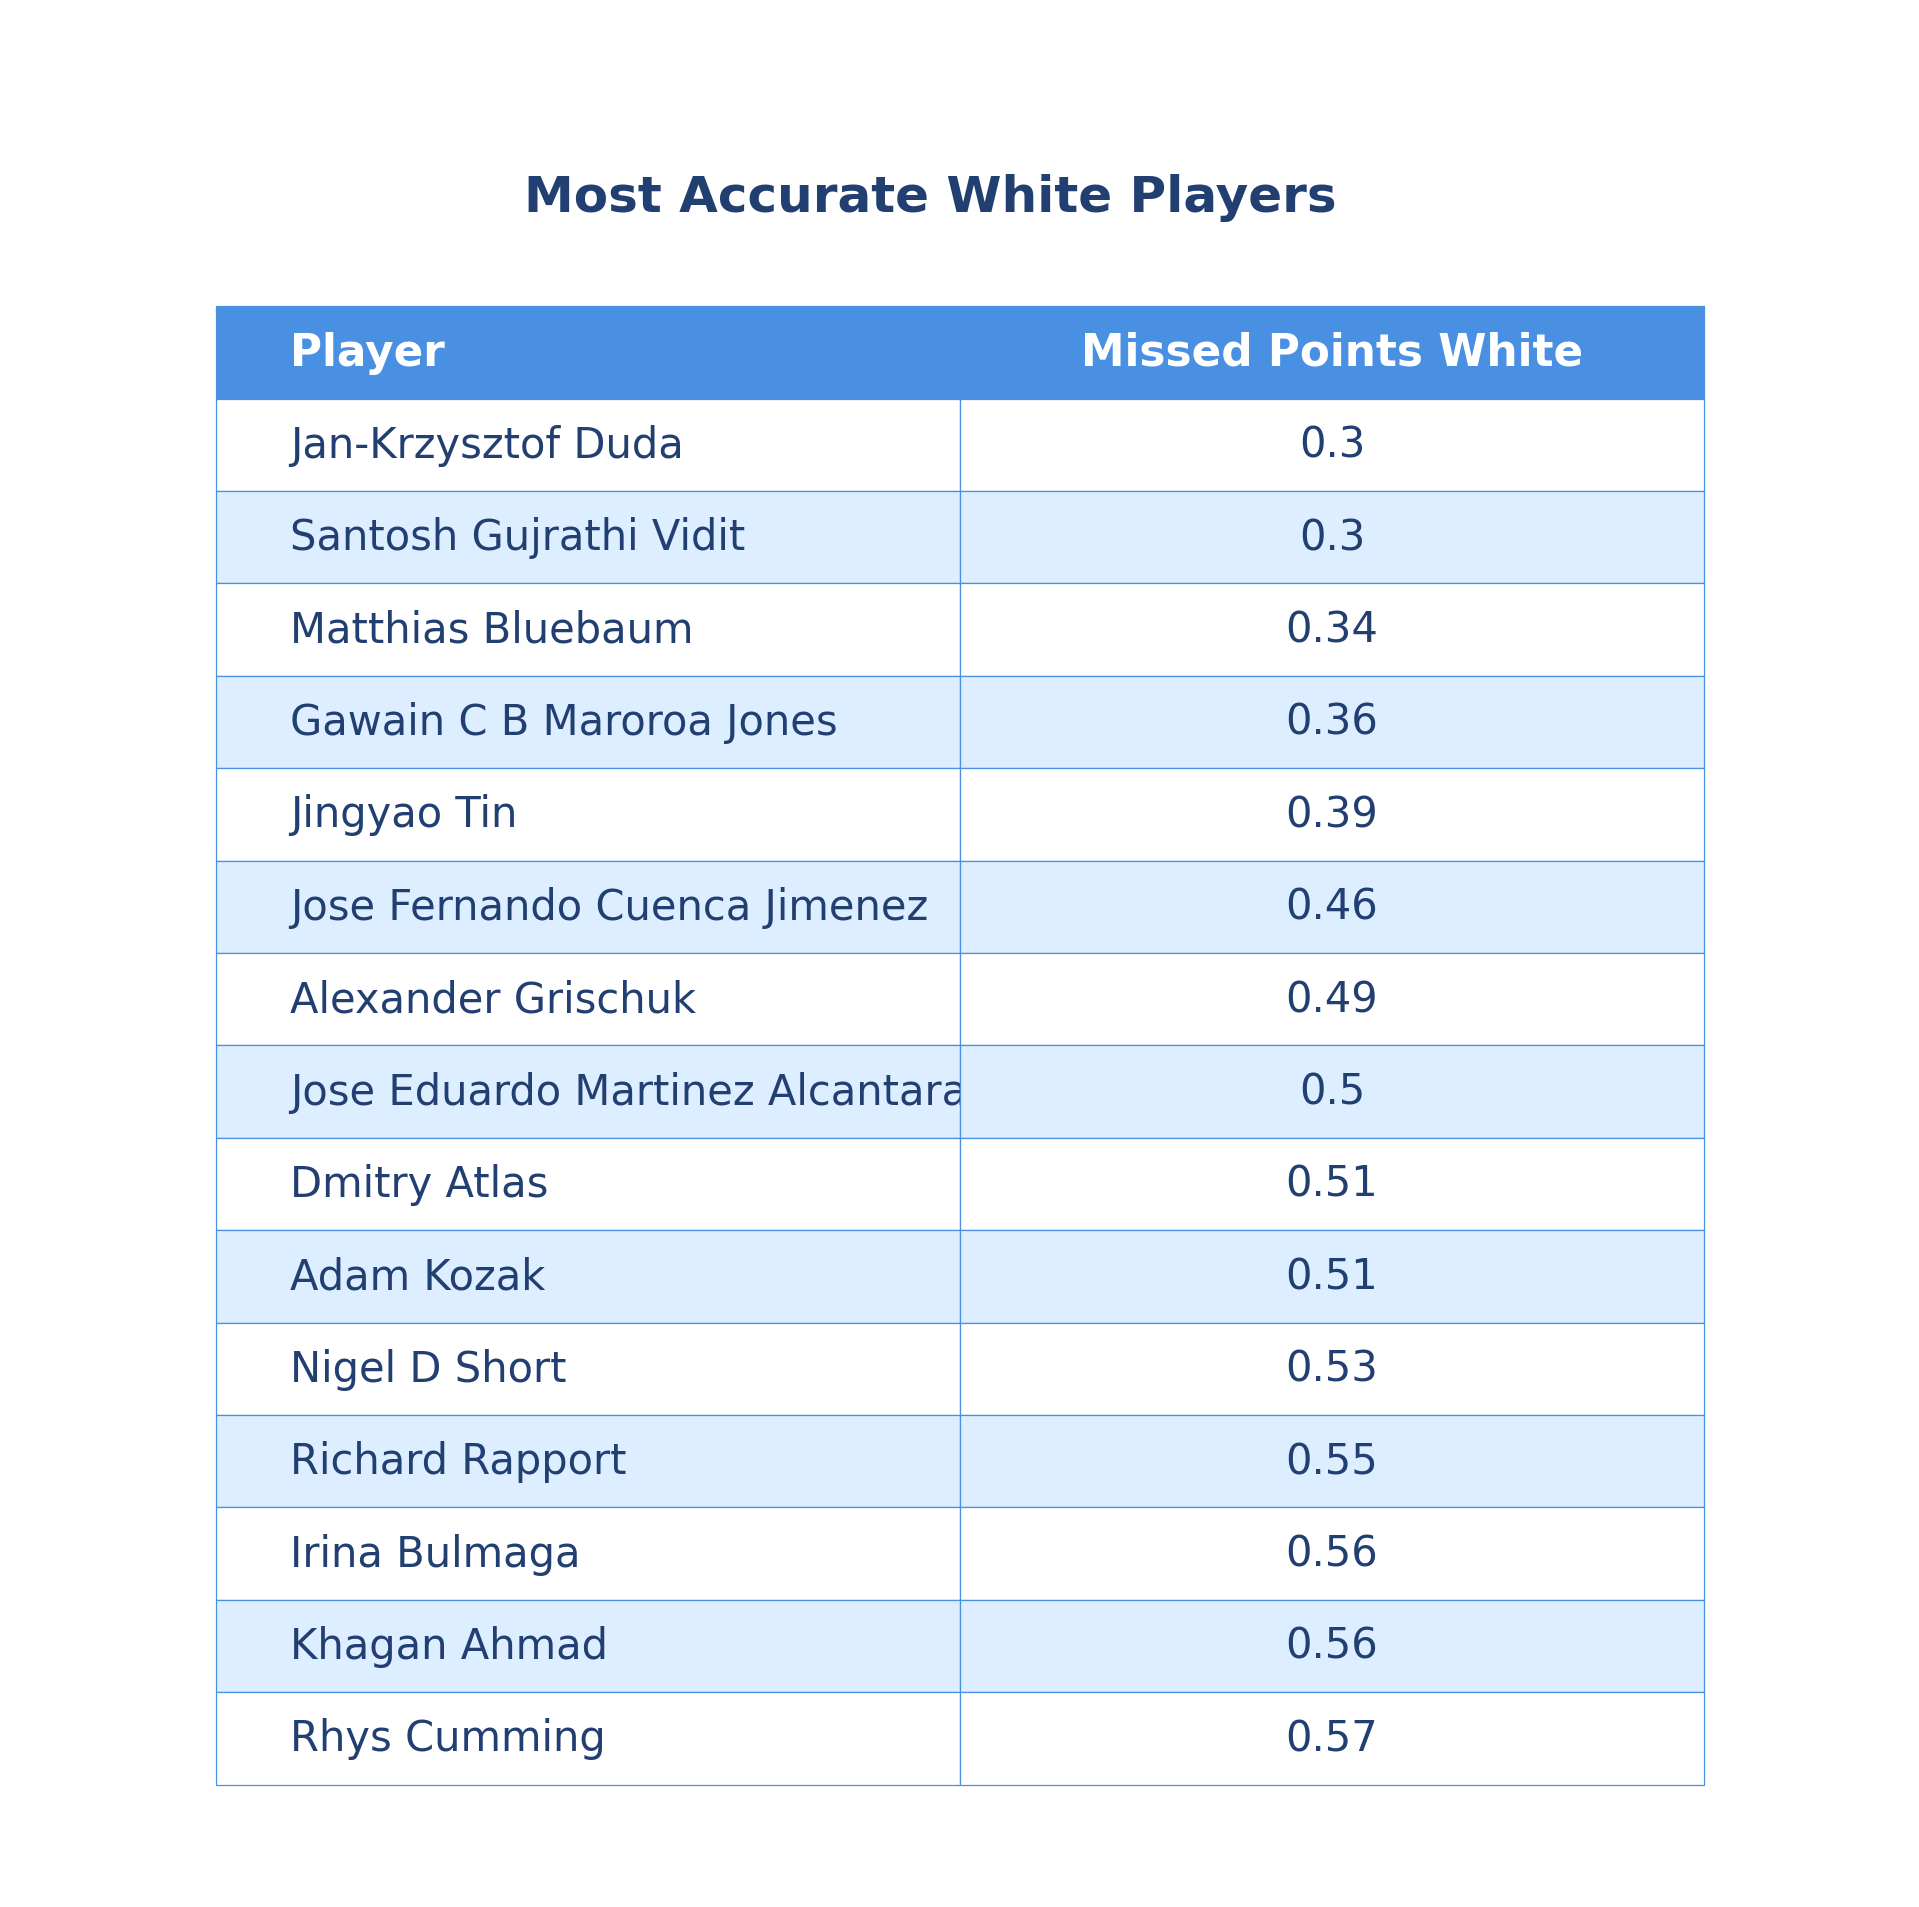 Most Accurate White Players
Player Missed Points White
Jan-Krzysztof Duda 0.3
Santosh Gujrathi Vidit 0.3
Matthias Bluebaum 0.34
Gawain C B Maroroa Jones 0.36
Jingyao Tin 0.39
Jose Fernando Cuenca Jimenez 0.46
Alexander Grischuk 0.49
Jose Eduardo Martinez Alcantara 0.5
Dmitry Atlas 0.51
Adam Kozak 0.51
Nigel D Short 0.53
Richard Rapport 0.55
Irina Bulmaga 0.56
Khagan Ahmad 0.56
Rhys Cumming 0.57